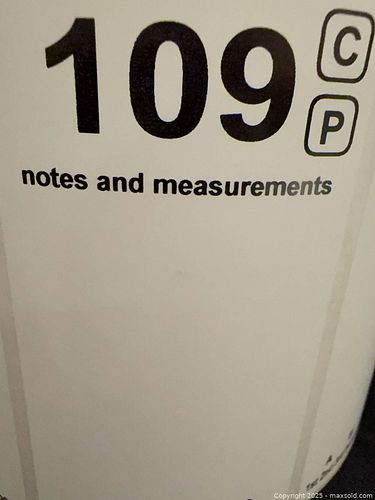 109
C
P
notes and measurements
Copyright 2025 - maxsold.com